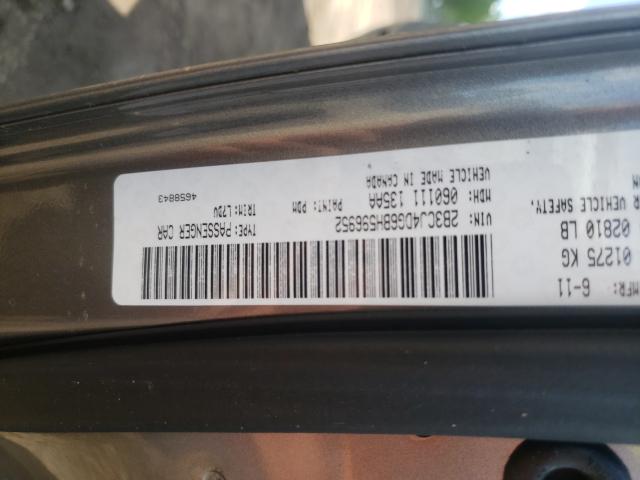 MFR: 6-11
01275 KG
02810 LB
R VEHICLE SAFETY,
TYPE: PASSENGER CAR
VIN: 2B3CJ4DG6BH556952
MDH: 060111 135AA PAINT: PDM TRIM: L7DV
VEHICLE MADE IN CANADA
4658843